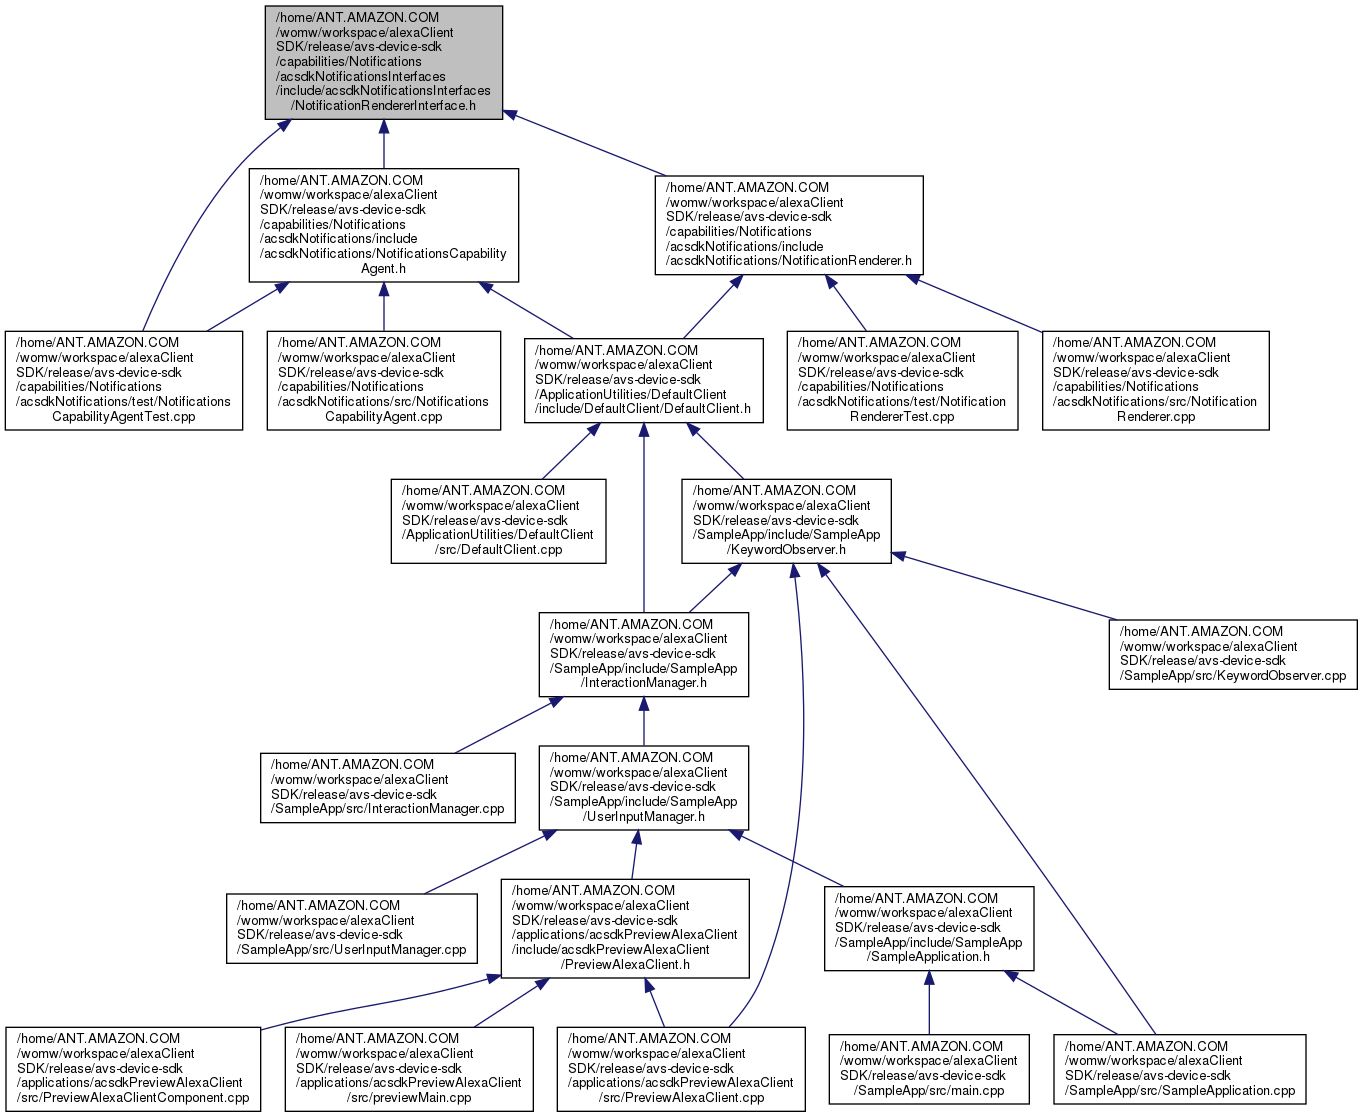 /home/ANT.AMAZON.COM
/womw/workspace/alexaClient
SDK/release/avs-device-sdk
/capabilities/Notifications
/acsdkNotificationsInterfaces
/include/acsdkNotificationsInterfaces
/NotificationRendererInterface.h
/home/ANT.AMAZON.COM
/womw/workspace/alexaClient
SDK/release/avs-device-sdk
/capabilities/Notifications
/acsdkNotifications/include
/acsdkNotifications/NotificationsCapability
Agent.h
/home/ANT.AMAZON.COM
/womw/workspace/alexaClient
SDK/release/avs-device-sdk
/capabilities/Notifications
/acsdkNotifications/include
/acsdkNotifications/NotificationRenderer.h
/home/ANT.AMAZON.COM
/womw/workspace/alexaClient
SDK/release/avs-device-sdk
/capabilities/Notifications
/acsdkNotifications/test/Notifications
CapabilityAgentTest.cpp
/home/ANT.AMAZON.COM
/womw/workspace/alexaClient
SDK/release/avs-device-sdk
/capabilities/Notifications
/acsdkNotifications/src/Notifications
CapabilityAgent.cpp
/home/ANT.AMAZON.COM
/womw/workspace/alexaClient
SDK/release/avs-device-sdk
/ApplicationUtilities/DefaultClient
/include/DefaultClient/DefaultClient.h
/home/ANT.AMAZON.COM
/womw/workspace/alexaClient
SDK/release/avs-device-sdk
/capabilities/Notifications
/acsdkNotifications/test/Notification
RendererTest.cpp
/home/ANT.AMAZON.COM
/womw/workspace/alexaClient
SDK/release/avs-device-sdk
/capabilities/Notifications
/acsdkNotifications/src/Notification
Renderer.cpp
/home/ANT.AMAZON.COM
/womw/workspace/alexaClient
SDK/release/avs-device-sdk
/ApplicationUtilities/DefaultClient
/src/DefaultClient.cpp
/home/ANT.AMAZON.COM
/womw/workspace/alexaClient
SDK/release/avs-device-sdk
/SampleApp/include/SampleApp
/KeywordObserver.h
/home/ANT.AMAZON.COM
/womw/workspace/alexaClient
SDK/release/avs-device-sdk
/SampleApp/include/SampleApp
/InteractionManager.h
/home/ANT.AMAZON.COM
/womw/workspace/alexaClient
SDK/release/avs-device-sdk
/SampleApp/src/KeywordObserver.cpp
/home/ANT.AMAZON.COM
/womw/workspace/alexaClient
SDK/release/avs-device-sdk
/SampleApp/src/InteractionManager.cpp
/home/ANT.AMAZON.COM
/womw/workspace/alexaClient
SDK/release/avs-device-sdk
/SampleApp/include/SampleApp
/UserInputManager.h
/home/ANT.AMAZON.COM
/womw/workspace/alexaClient
SDK/release/avs-device-sdk
/SampleApp/src/UserInputManager.cpp
/home/ANT.AMAZON.COM
/womw/workspace/alexaClient
SDK/release/avs-device-sdk
/applications/acsdkPreviewAlexaClient
/include/acsdkPreviewAlexaClient
/PreviewAlexaClient.h
/home/ANT.AMAZON.COM
/womw/workspace/alexaClient
SDK/release/avs-device-sdk
/SampleApp/include/SampleApp
/SampleApplication.h
/home/ANT.AMAZON.COM
/womw/workspace/alexaClient
SDK/release/avs-device-sdk
/applications/acsdkPreviewAlexaClient
/src/PreviewAlexaClientComponent.cpp
/home/ANT.AMAZON.COM
/womw/workspace/alexaClient
SDK/release/avs-device-sdk
/applications/acsdkPreviewAlexaClient
/src/previewMain.cpp
/home/ANT.AMAZON.COM
/womw/workspace/alexaClient
SDK/release/avs-device-sdk
/applications/acsdkPreviewAlexaClient
/src/PreviewAlexaClient.cpp
/home/ANT.AMAZON.COM
/womw/workspace/alexaClient
SDK/release/avs-device-sdk
/SampleApp/src/main.cpp
/home/ANT.AMAZON.COM
/womw/workspace/alexaClient
SDK/release/avs-device-sdk
/SampleApp/src/SampleApplication.cpp